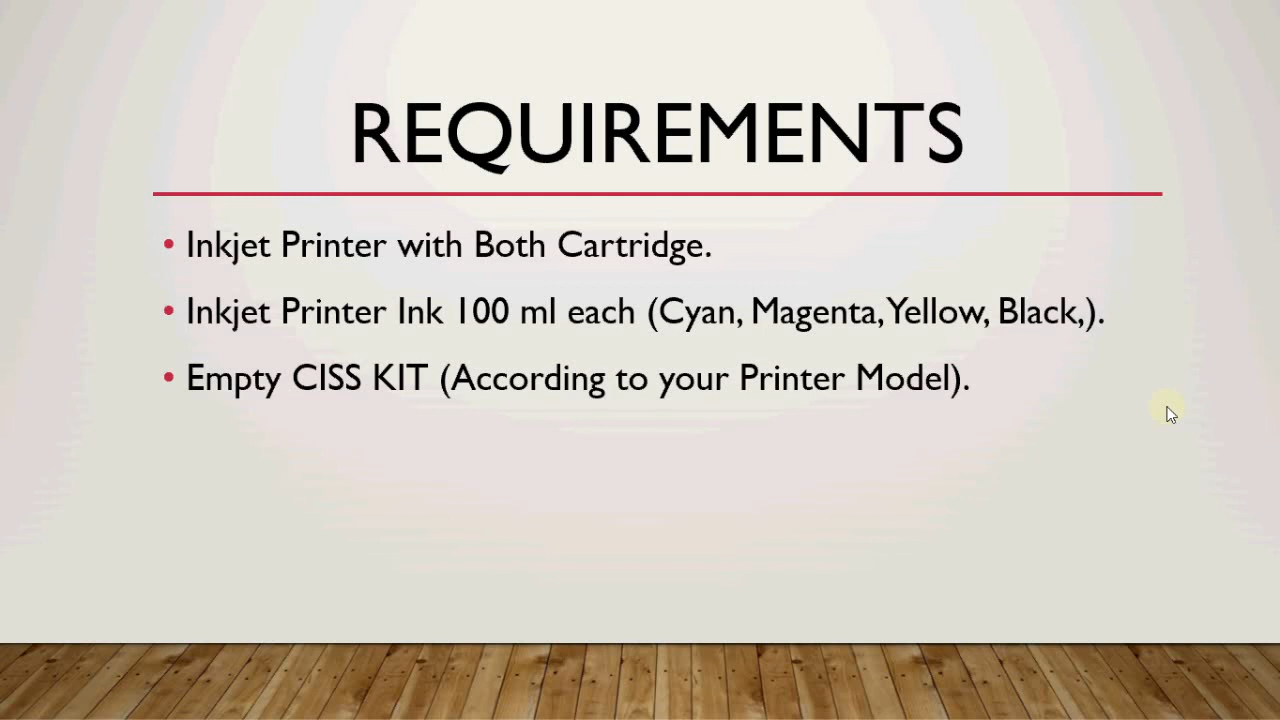 REQUIREMENTS
• Inkjet Printer with Both Cartridge.
• Inkjet Printer Ink 100 ml each (Cyan, Magenta, Yellow, Black,).
• Empty CISS KIT (According to your Printer Model).